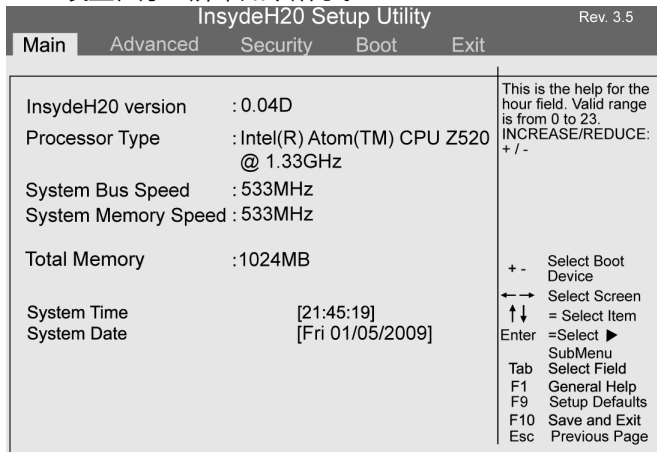 InsydeH20 Setup Utility
Rev. 3.5
Main Advanced Security Boot Exit
InsydeH20 version : 0.04D
Processor Type : Intel(R) Atom(TM) CPU Z520
@ 1.33GHz
System Bus Speed : 533MHz
System Memory Speed : 533MHz
Total Memory :1024MB
System Time [21:45:19]
System Date [Fri 01/05/2009]
This is the help for the
hour field. Valid range
is from 0 to 23.
INCREASE/REDUCE:
+ / -
+ - Select Boot
Device
←→ Select Screen
↑↓ = Select Item
Enter =Select ▶
SubMenu
Tab Select Field
F1 General Help
F9 Setup Defaults
F10 Save and Exit
Esc Previous Page